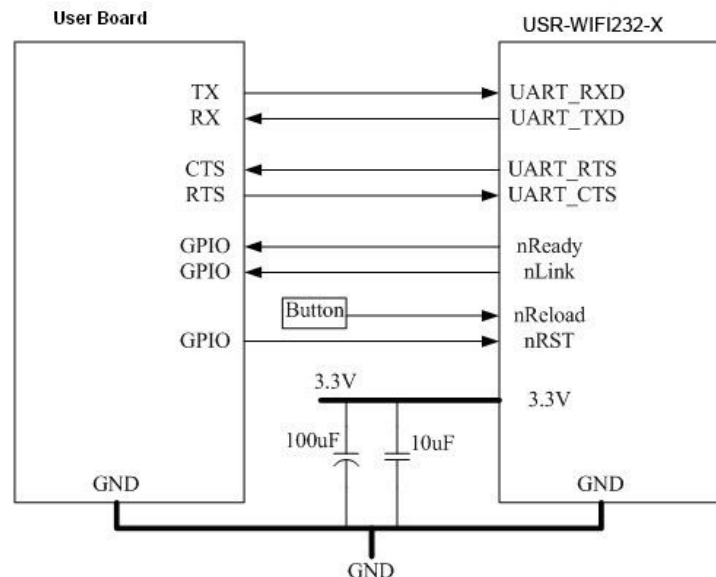 User Board
USR-WIFI232-X
TX
UART_RXD
RX
UART_TXD
CTS
UART_RTS
RTS
UART_CTS
GPIO
nReady
GPIO
nLink
Button
nReload
GPIO
nRST
3.3V
3.3V
100uF
10uF
GND
GND
GND